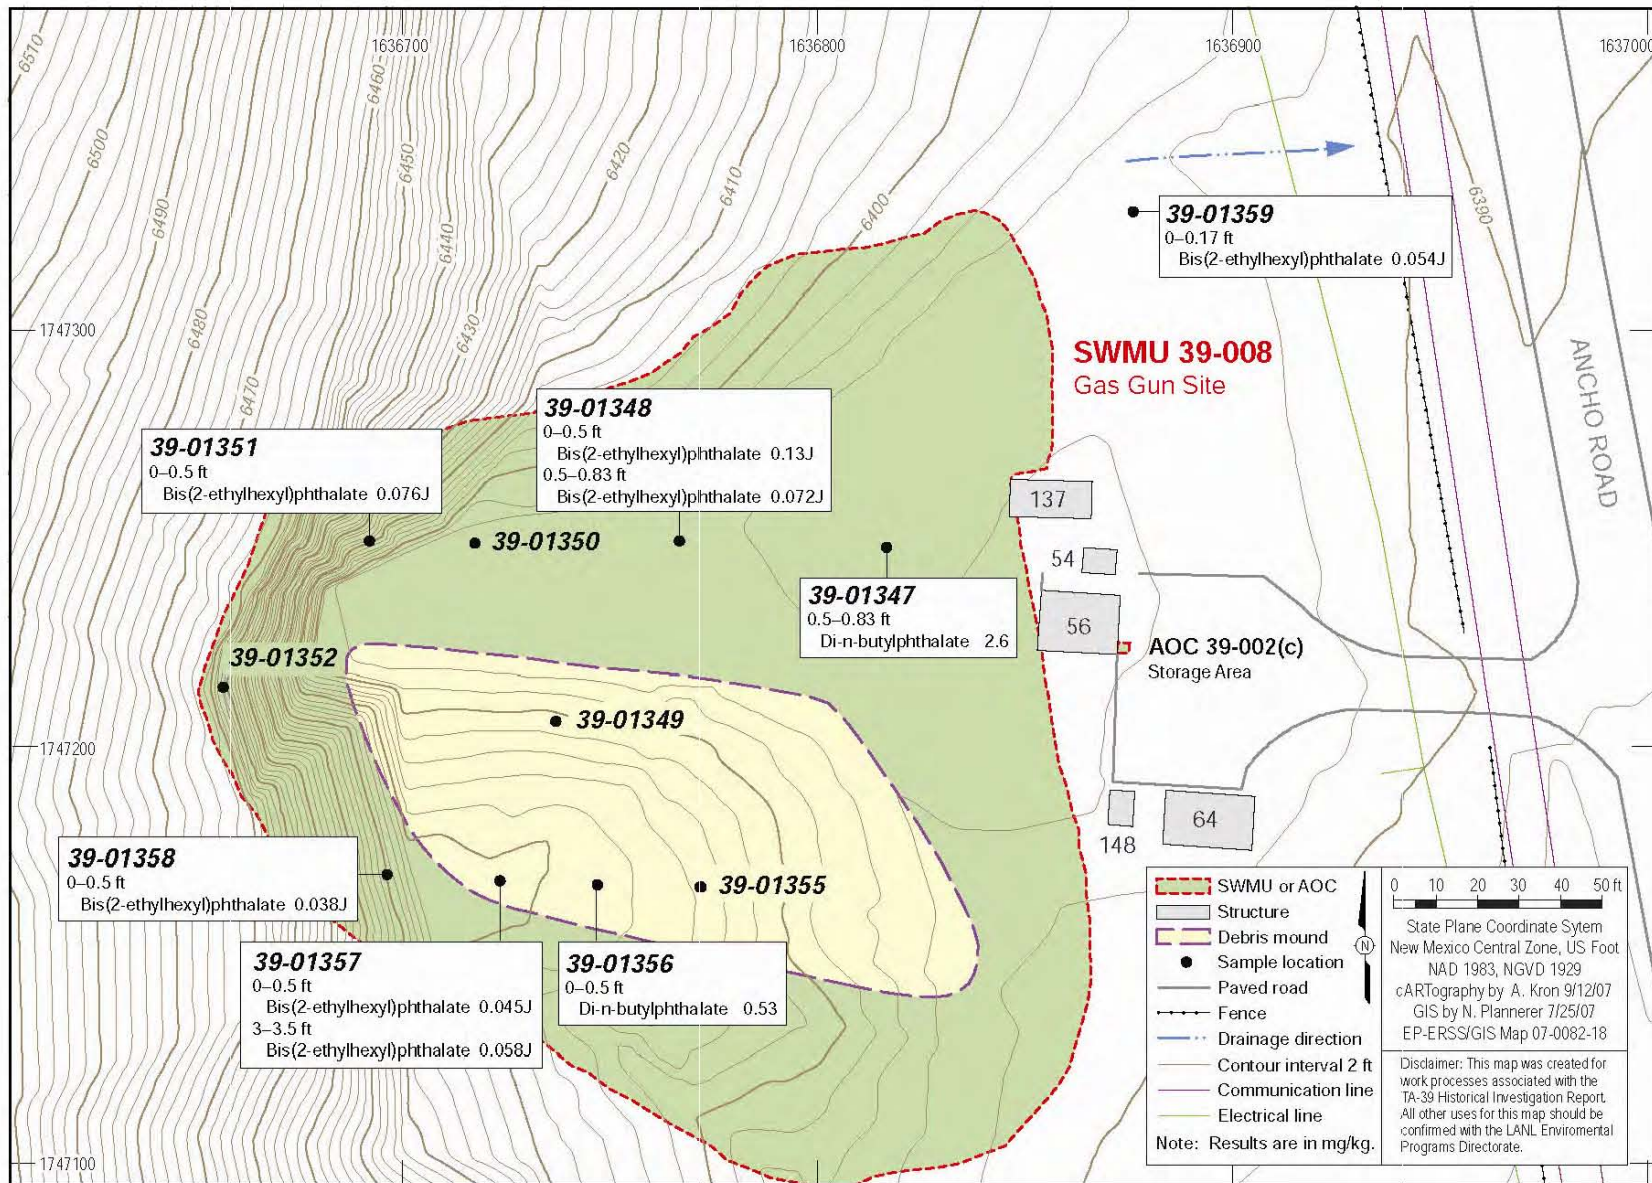 1636700
1636800
1636900
1637000
6510
6500
6490
6480
6470
6460
6450
6440
6430
6420
6410
6400
6390
1747300
1747200
1747100
39-01359
0–0.17 ft
Bis(2-ethylhexyl)phthalate 0.054J
SWMU 39-008
Gas Gun Site
ANCHO ROAD
39-01348
0–0.5 ft
Bis(2-ethylhexyl)phthalate 0.13J
0.5–0.83 ft
Bis(2-ethylhexyl)phthalate 0.072J
39-01351
0–0.5 ft
Bis(2-ethylhexyl)phthalate 0.076J
39-01350
137
54
56
39-01347
0.5–0.83 ft
Di-n-butylphthalate 2.6
AOC 39-002(c)
Storage Area
39-01352
39-01349
148
64
39-01358
0–0.5 ft
Bis(2-ethylhexyl)phthalate 0.038J
39-01355
39-01357
0–0.5 ft
Bis(2-ethylhexyl)phthalate 0.045J
3–3.5 ft
Bis(2-ethylhexyl)phthalate 0.058J
39-01356
0–0.5 ft
Di-n-butylphthalate 0.53
SWMU or AOC
Structure
Debris mound
Sample location
Paved road
Fence
Drainage direction
Contour interval 2 ft
Communication line
Electrical line
Note: Results are in mg/kg.
N
0 10 20 30 40 50 ft
State Plane Coordinate Sytem
New Mexico Central Zone, US Foot
NAD 1983, NGVD 1929
cARTography by A. Kron 9/12/07
GIS by N. Plannerer 7/25/07
EP-ERSS/GIS Map 07-0082-18
Disclaimer: This map was created for
work processes associated with the
TA-39 Historical Investigation Report.
All other uses for this map should be
confirmed with the LANL Enviromental
Programs Directorate.